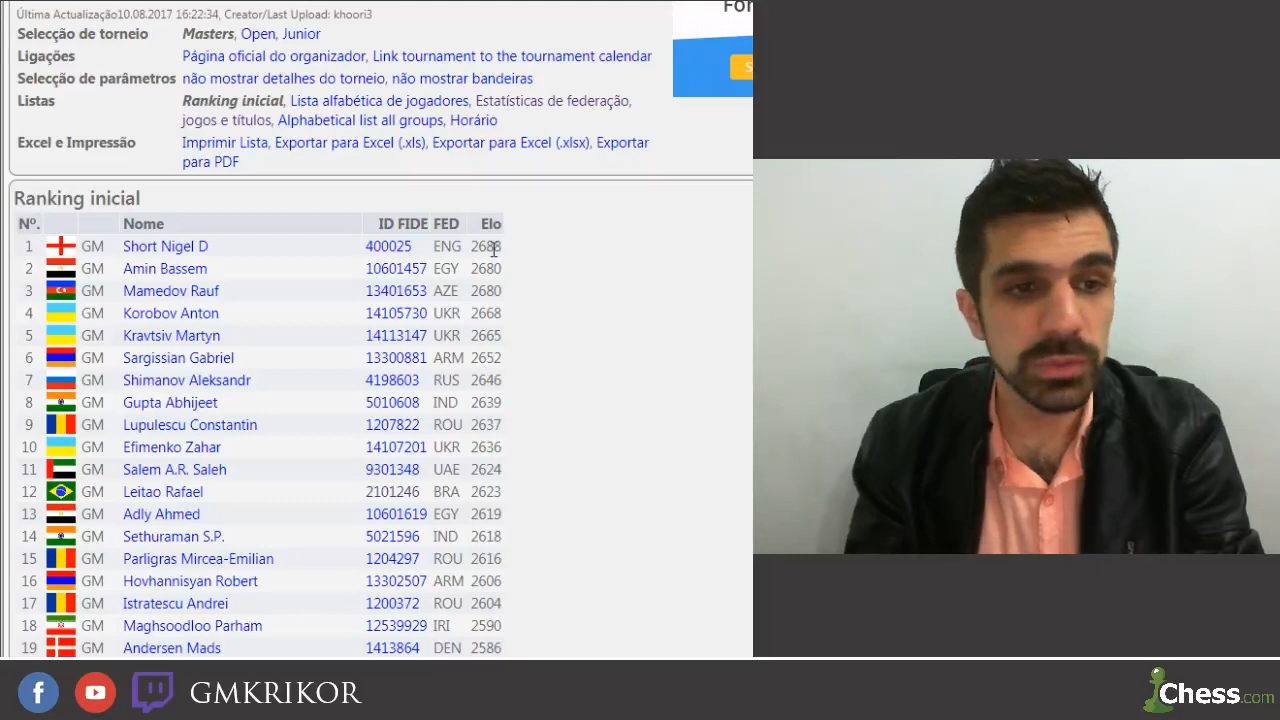 Última Actualização10.08.2017 16:22:34, Creator/Last Upload: khoori3
Selecção de torneio Masters, Open, Junior
Ligações Página oficial do organizador, Link tournament to the tournament calendar
Selecção de parâmetros não mostrar detalhes do torneio, não mostrar bandeiras
Listas Ranking inicial, Lista alfabética de jogadores, Estatísticas de federação,
jogos e títulos, Alphabetical list all groups, Horário
Excel e Impressão Imprimir Lista, Exportar para Excel (.xls), Exportar para Excel (.xlsx), Exportar
para PDF
Ranking inicial
Nº. Nome ID FIDE FED Elo
1 GM Short Nigel D 400025 ENG 2688
2 GM Amin Bassem 10601457 EGY 2680
3 GM Mamedov Rauf 13401653 AZE 2680
4 GM Korobov Anton 14105730 UKR 2668
5 GM Kravtsiv Martyn 14113147 UKR 2665
6 GM Sargissian Gabriel 13300881 ARM 2652
7 GM Shimanov Aleksandr 4198603 RUS 2646
8 GM Gupta Abhijeet 5010608 IND 2639
9 GM Lupulescu Constantin 1207822 ROU 2637
10 GM Efimenko Zahar 14107201 UKR 2636
11 GM Salem A.R. Saleh 9301348 UAE 2624
12 GM Leitao Rafael 2101246 BRA 2623
13 GM Adly Ahmed 10601619 EGY 2619
14 GM Sethuraman S.P. 5021596 IND 2618
15 GM Parligras Mircea-Emilian 1204297 ROU 2616
16 GM Hovhannisyan Robert 13302507 ARM 2606
17 GM Istratescu Andrei 1200372 ROU 2604
18 GM Maghsoodloo Parham 12539929 IRI 2590
19 GM Andersen Mads 1413864 DEN 2586
GMKRIKOR
Chess.com